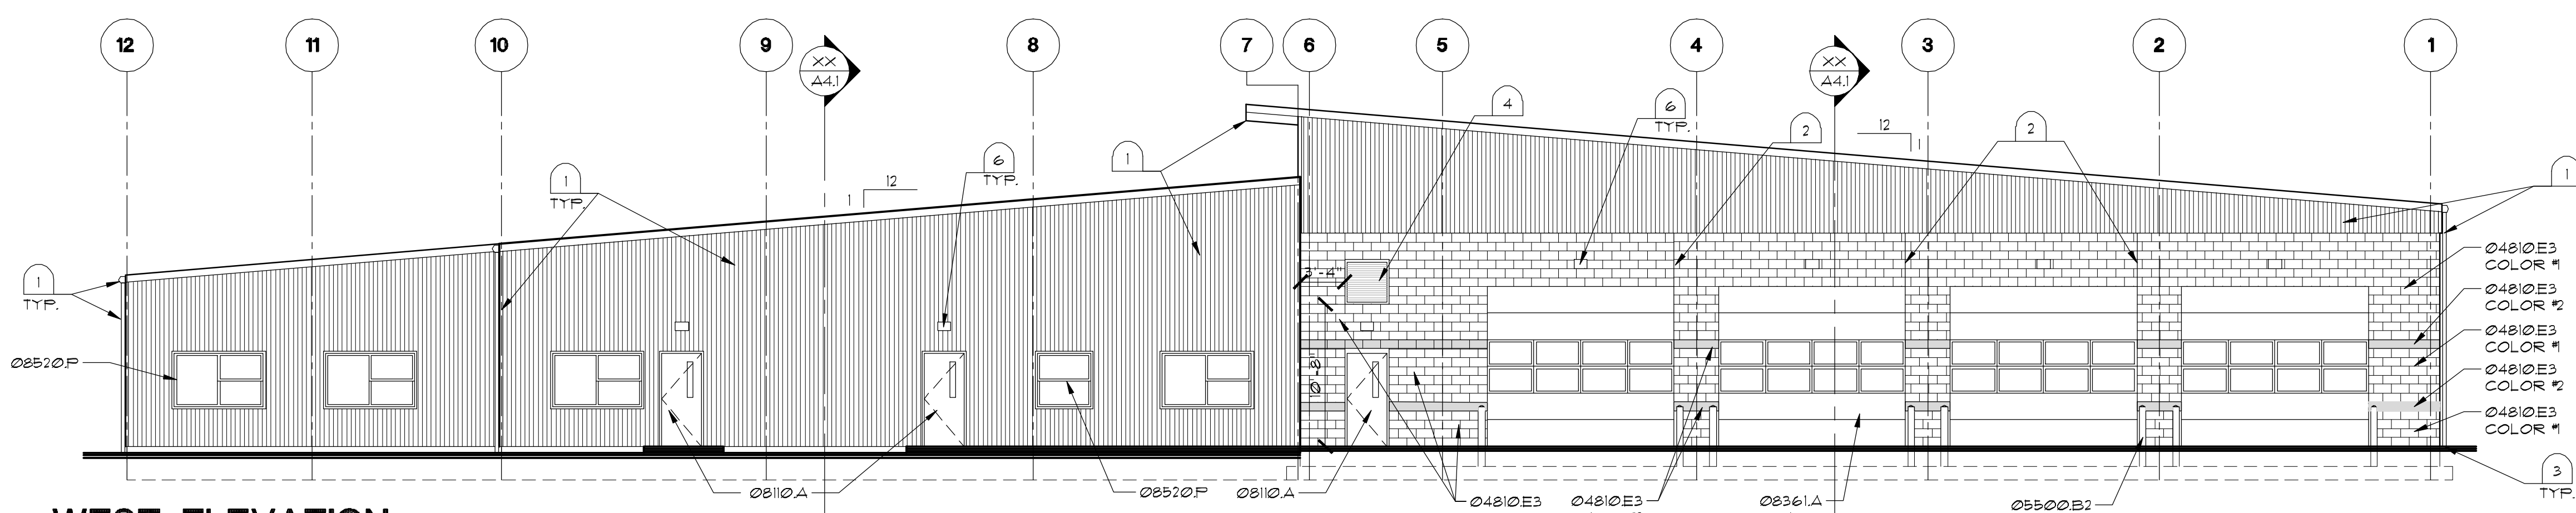 12 11 10 9 8 7 6 5 4 3 2 1
XX
A4.1
XX
A4.1
4
6
TYP.
2
12
1
2
1
6
TYP.
1
12
1
TYP.
1
1
TYP.
3'-4"
10'-8"
Ø4810.E3
COLOR #1
Ø4810.E3
COLOR #2
Ø4810.E3
COLOR #1
Ø4810.E3
COLOR #2
Ø4810.E3
COLOR #1
Ø8520.P
3
TYP.
Ø8110.A
Ø8520.P
Ø8110.A
Ø4810.E3
Ø4810.E3
Ø8361.A
Ø5500.B2
WEST ELEVATION